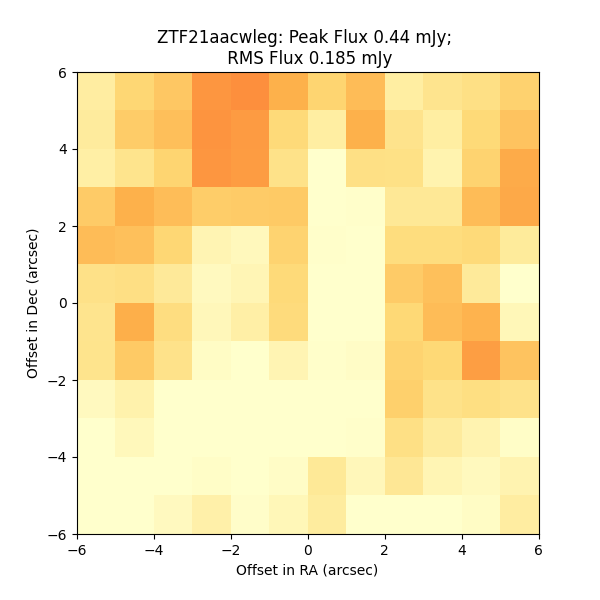 ZTF21aacwleg: Peak Flux 0.44 mJy;
RMS Flux 0.185 mJy
6
4
2
0
−2
−4
−6
Offset in Dec (arcsec)
−6 −4 −2 0 2 4 6
Offset in RA (arcsec)